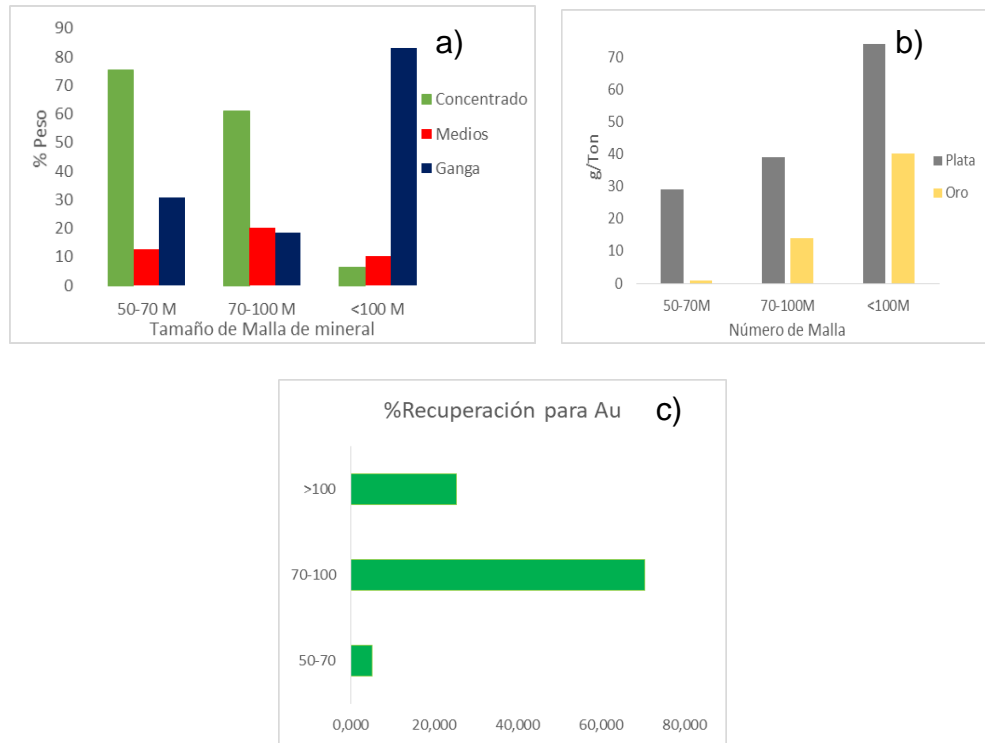 a)
90
80
70
60
50
40
30
20
10
0
% Peso
Concentrado
Medios
Ganga
50-70 M 70-100 M <100 M
Tamaño de Malla de mineral
b)
70
60
50
40
30
20
10
0
g/Ton
Plata
Oro
50-70M 70-100M <100M
Número de Malla
%Recuperación para Au c)
>100
70-100
50-70
0,000 20,000 40,000 60,000 80,000